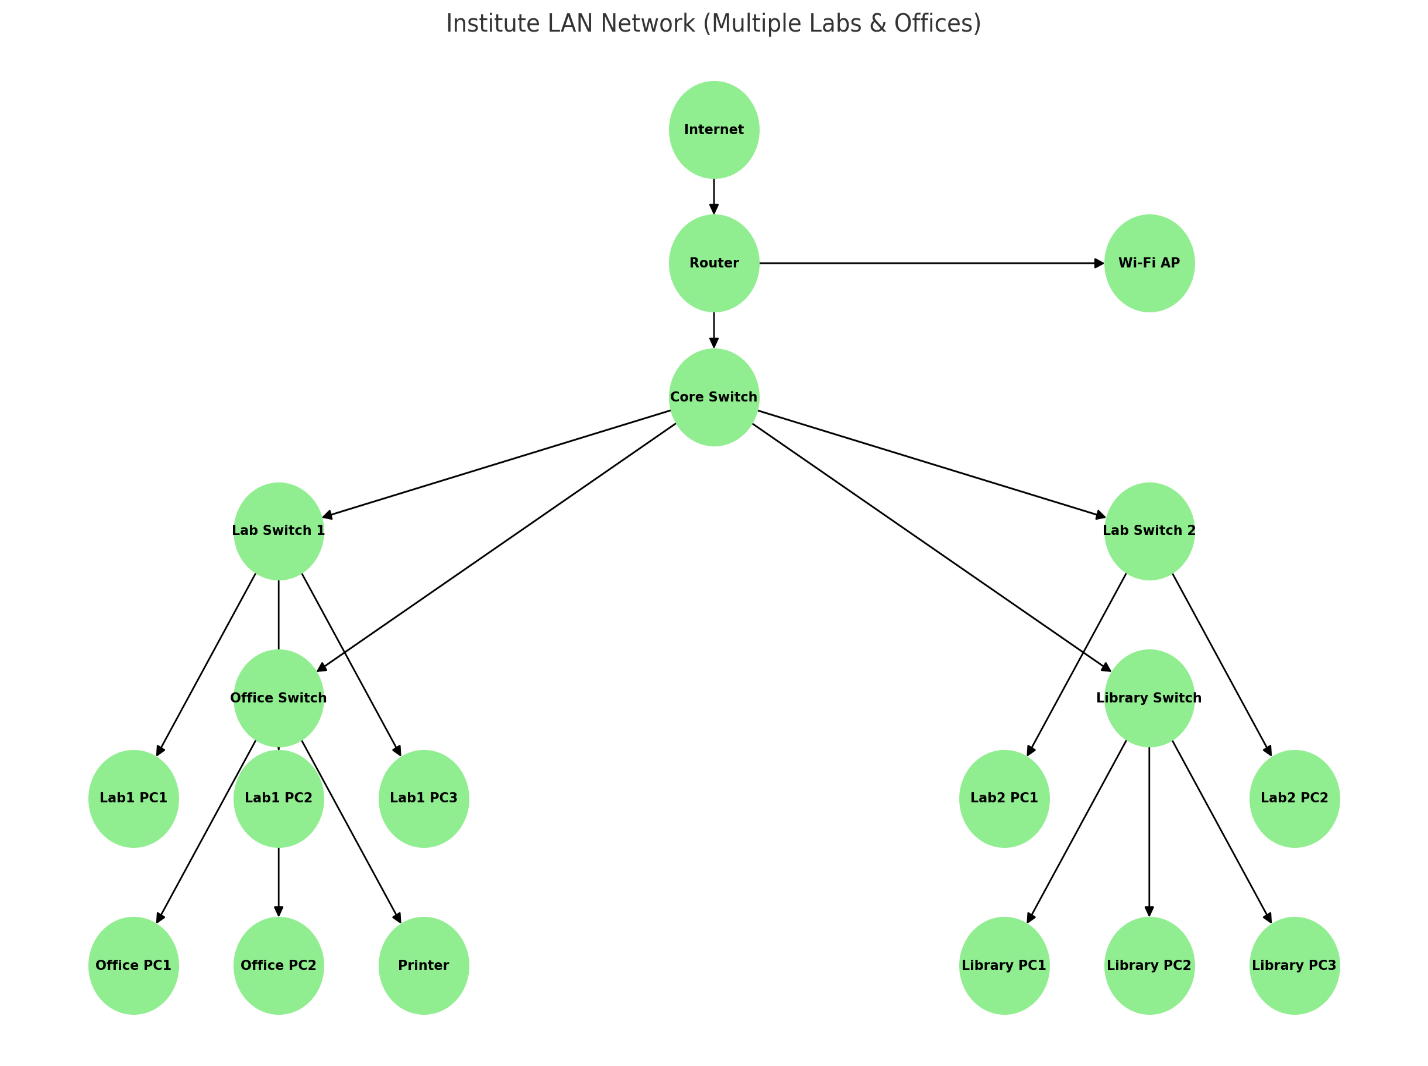 Institute LAN Network (Multiple Labs & Offices)
Internet
Router
Wi-Fi AP
Core Switch
Lab Switch 1
Lab Switch 2
Office Switch
Library Switch
Lab1 PC1
Lab1 PC2
Lab1 PC3
Lab2 PC1
Lab2 PC2
Office PC1
Office PC2
Printer
Library PC1
Library PC2
Library PC3